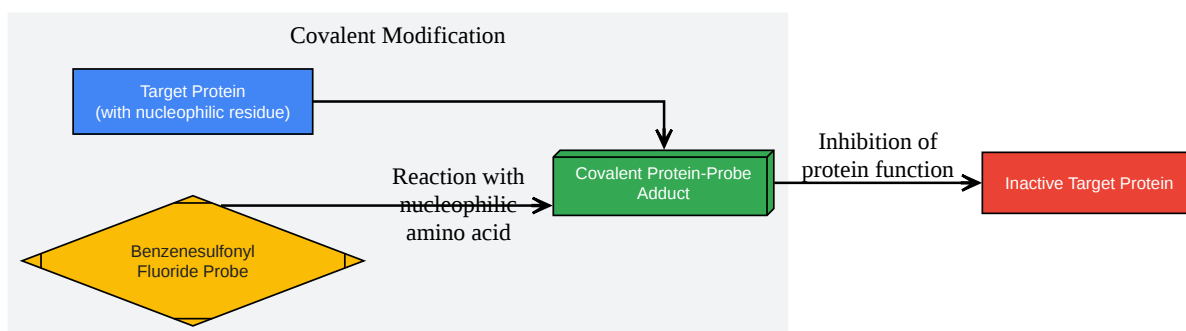 Covalent Modification
Target Protein
(with nucleophilic residue)
Reaction with
nucleophilic
amino acid
Benzenesulfonyl
Fluoride Probe
Covalent Protein-Probe
Adduct
Inhibition of
protein function
Inactive Target Protein